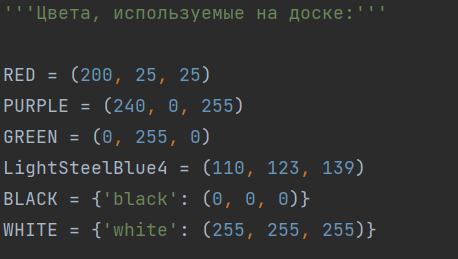 '''Цвета, используемые на доске:'''
RED = (200, 25, 25)
PURPLE = (240, 0, 255)
GREEN = (0, 255, 0)
LightSteelBlue4 = (110, 123, 139)
BLACK = {'black': (0, 0, 0)}
WHITE = {'white': (255, 255, 255)}